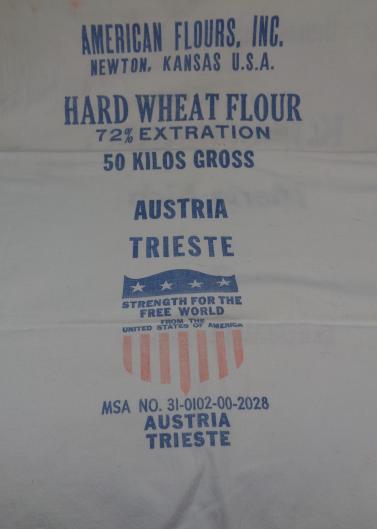 AMERICAN FLOURS, INC.
NEWTON, KANSAS U.S.A.
HARD WHEAT FLOUR
72% EXTRATION
50 KILOS GROSS
AUSTRIA
TRIESTE
STRENGTH FOR THE
FREE WORLD
FROM THE
UNITED STATES OF AMERICA
MSA NO. 31-0102-00-2028
AUSTRIA
TRIESTE